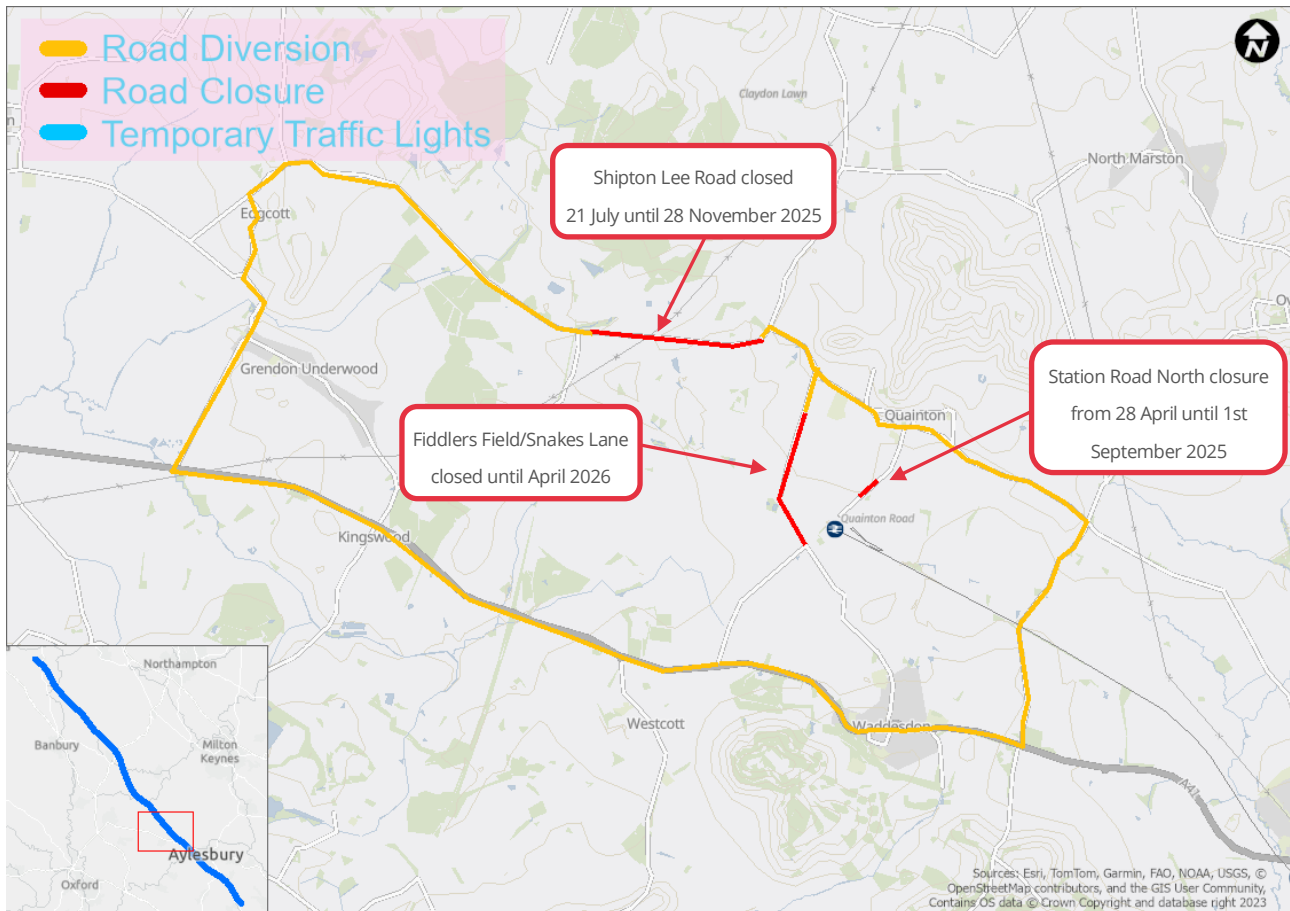 Road Diversion
Road Closure
Temporary Traffic Lights
N
Claydon Lawn
North Marston
Shipton Lee Road closed
21 July until 28 November 2025
Edgcott
Grendon Underwood
Quainton
Station Road North closure
from 28 April until 1st
September 2025
Fiddlers Field/Snakes Lane
closed until April 2026
Quainton Road
Kingswood
Westcott
Waddesdon
A41
Northampton
Banbury
Milton
Keynes
Aylesbury
Oxford
Sources: Esri, TomTom, Garmin, FAO, NOAA, USGS, ©
OpenStreetMap contributors, and the GIS User Community,
Contains OS data © Crown Copyright and database right 2023